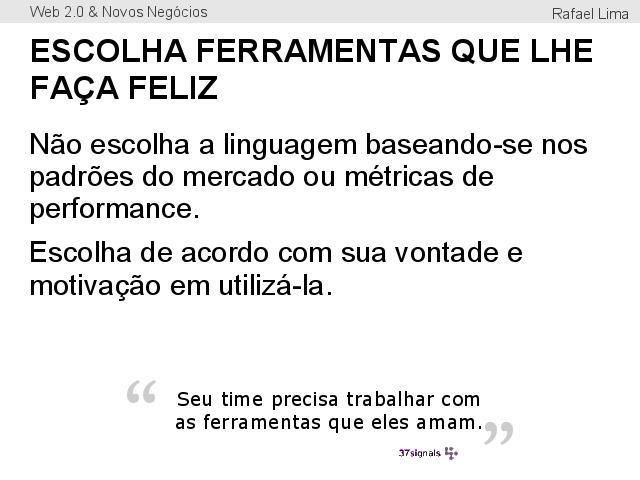 Web 2.0 & Novos Negócios
Rafael Lima
ESCOLHA FERRAMENTAS QUE LHE
FAÇA FELIZ
Não escolha a linguagem baseando-se nos
padrões do mercado ou métricas de
performance.
Escolha de acordo com sua vontade e
motivação em utilizá-la.
“ Seu time precisa trabalhar com
as ferramentas que eles amam. ”
37signals